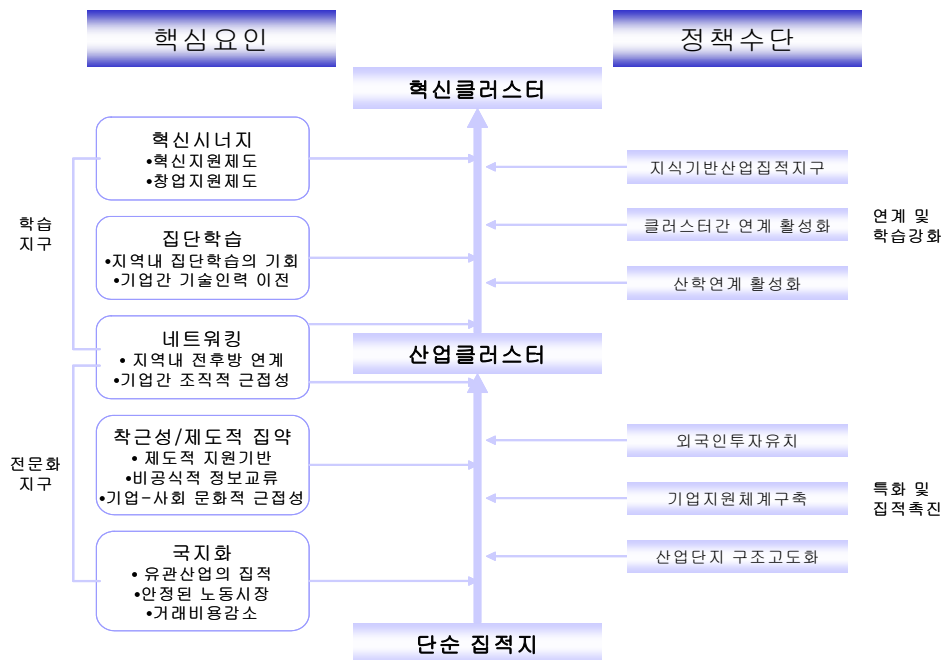 핵심요인
정책수단
혁신클러스터
혁신시너지
•혁신지원제도
•창업지원제도
지식기반산업집적지구
학습
지구
집단학습
•지역내 집단학습의 기회
•기업간 기술인력 이전
클러스터간 연계 활성화
연계 및
학습강화
산학연계 활성화
네트워킹
• 지역내 전후방 연계
•기업간 조직적 근접성
산업클러스터
착근성/제도적 집약
• 제도적 지원기반
•비공식적 정보교류
•기업-사회 문화적 근접성
외국인투자유치
전문화
지구
기업지원체계구축
특화 및
집적촉진
산업단지 구조고도화
국지화
• 유관산업의 집적
•안정된 노동시장
•거래비용감소
단순 집적지